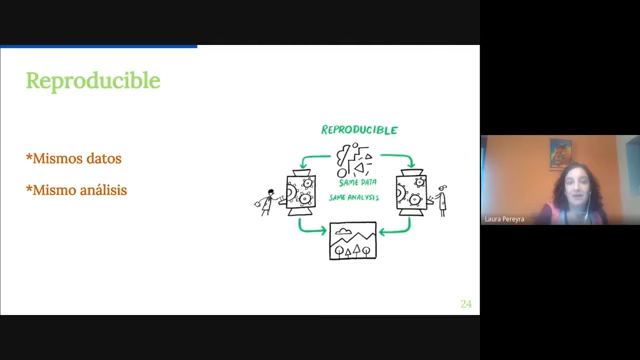 Reproducible
*Mismos datos
*Mismo análisis
REPRODUCIBLE
SAME DATA
SAME ANALYSIS
24
Laura Pereyra